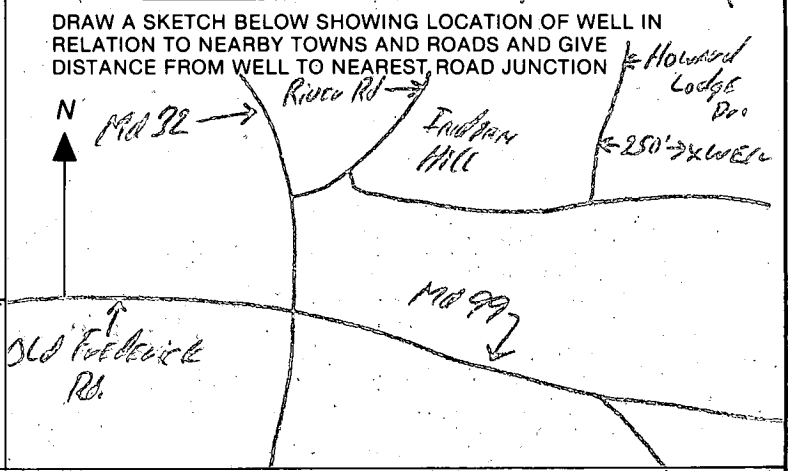 DRAW A SKETCH BELOW SHOWING LOCATION OF WELL IN
RELATION TO NEARBY TOWNS AND ROADS AND GIVE
DISTANCE FROM WELL TO NEAREST ROAD JUNCTION
Howard
Lodge
Dr.
River Rd
N
Md 32
Indian
Hill
250' x WELL
Md 99
Old Frederick
Rd.